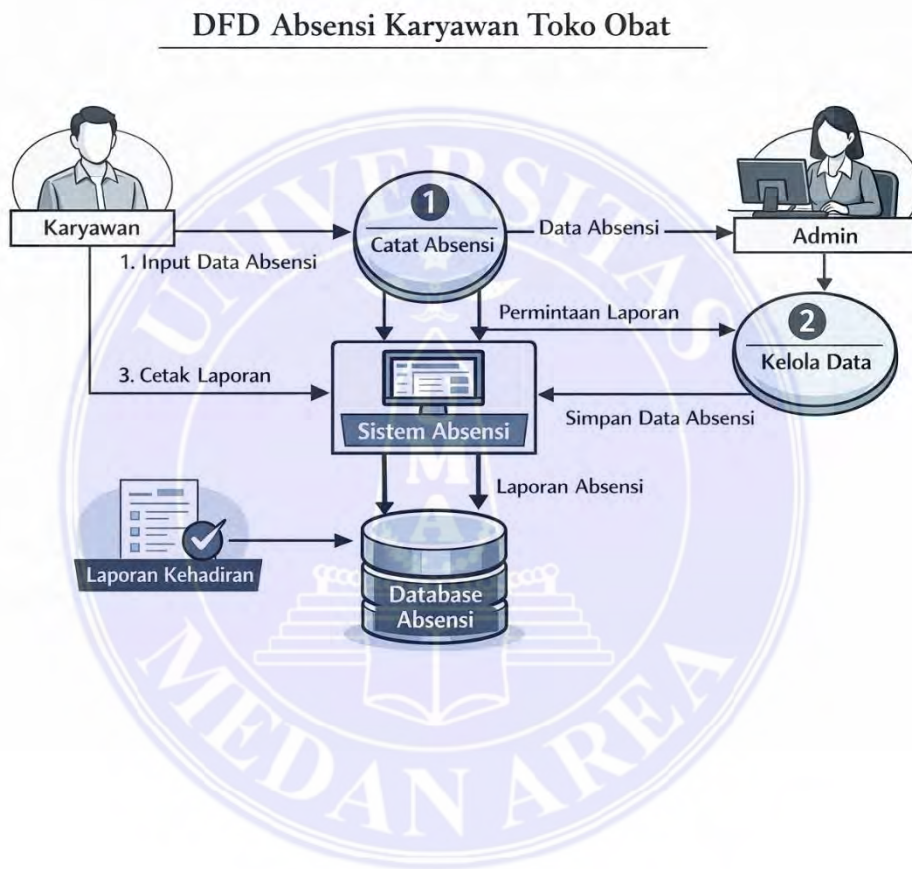 DFD Absensi Karyawan Toko Obat
Karyawan
1
Catat Absensi
Data Absensi
Admin
1. Input Data Absensi
Permintaan Laporan
2
Kelola Data
3. Cetak Laporan
Sistem Absensi
Simpan Data Absensi
Laporan Absensi
Laporan Kehadiran
Database
Absensi
UNIVERSITAS
MEDAN AREA